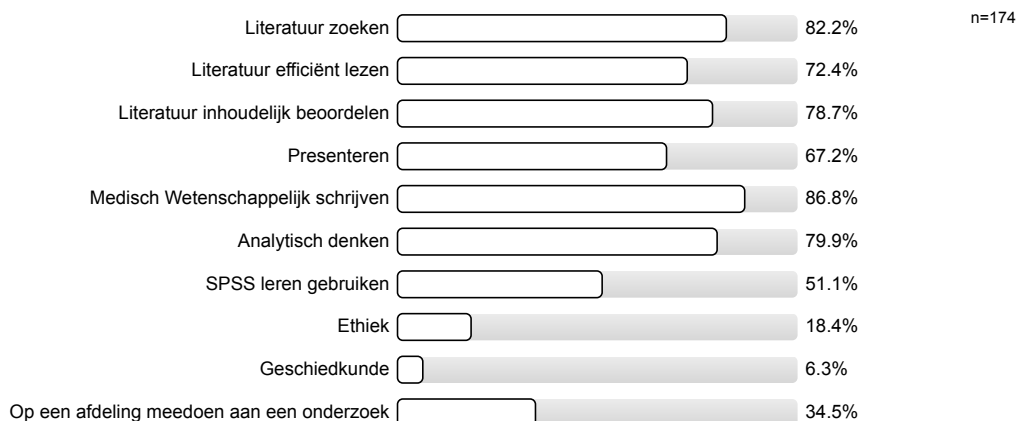 Literatuur zoeken 82.2% n=174
Literatuur efficiënt lezen 72.4%
Literatuur inhoudelijk beoordelen 78.7%
Presenteren 67.2%
Medisch Wetenschappelijk schrijven 86.8%
Analytisch denken 79.9%
SPSS leren gebruiken 51.1%
Ethiek 18.4%
Geschiedkunde 6.3%
Op een afdeling meedoen aan een onderzoek 34.5%